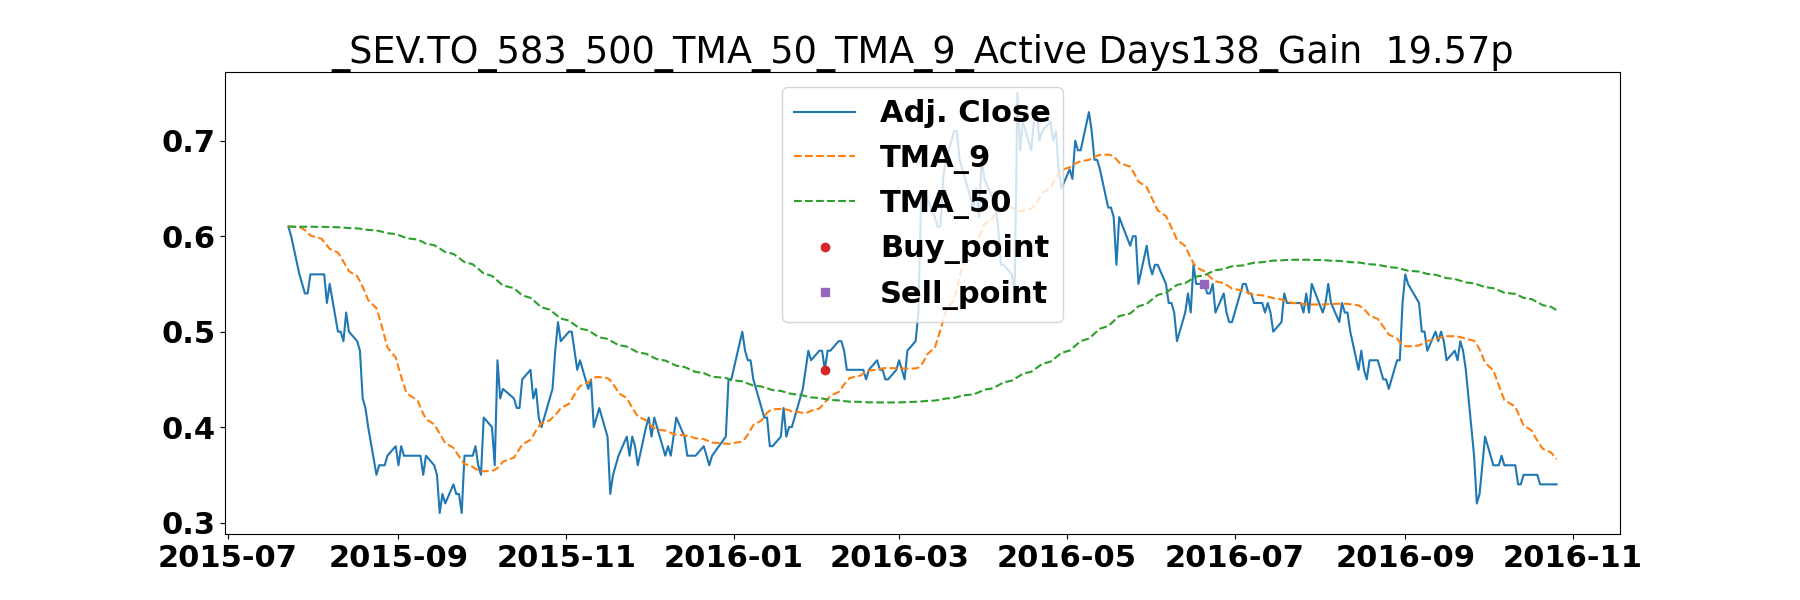 _SEV.TO_583_500_TMA_50_TMA_9_Active Days138_Gain  19.57p
Adj. Close
TMA_9
TMA_50
Buy_point
Sell_point
0.7
0.6
0.5
0.4
0.3
2015-07 2015-09 2015-11 2016-01 2016-03 2016-05 2016-07 2016-09 2016-11